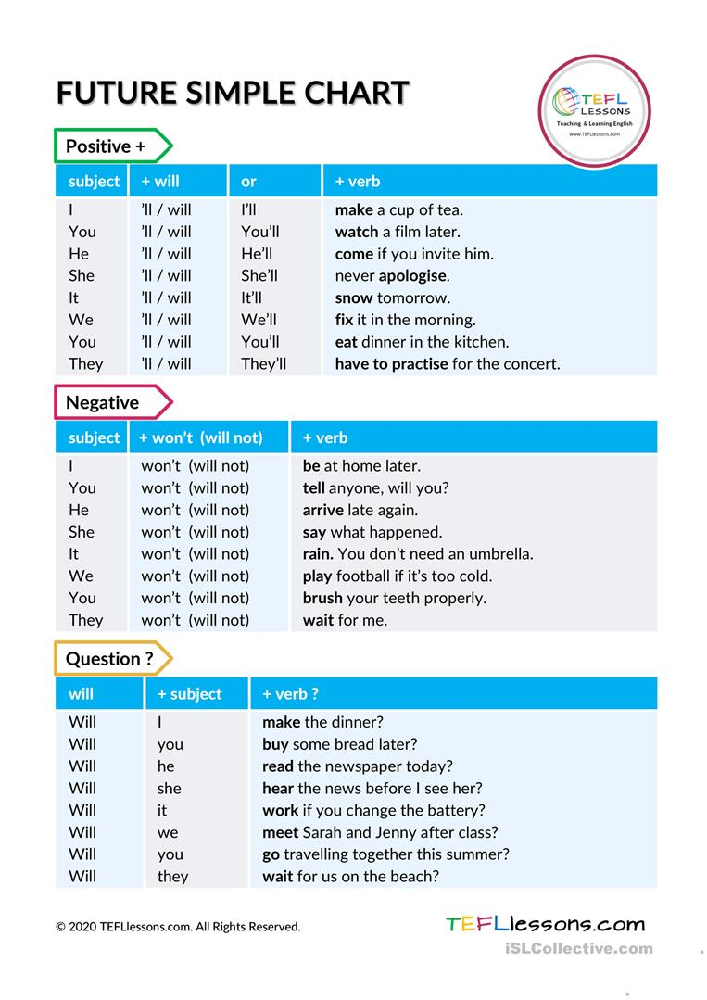 FUTURE SIMPLE CHART
TEFL
LESSONS
Teaching & Learning English
www.TEFLlessons.com
Positive +
subject + will or + verb
I ’ll / will I’ll make a cup of tea.
You ’ll / will You’ll watch a film later.
He ’ll / will He’ll come if you invite him.
She ’ll / will She’ll never apologise.
It ’ll / will It’ll snow tomorrow.
We ’ll / will We’ll fix it in the morning.
You ’ll / will You’ll eat dinner in the kitchen.
They ’ll / will They’ll have to practise for the concert.
Negative
subject + won’t (will not) + verb
I won’t (will not) be at home later.
You won’t (will not) tell anyone, will you?
He won’t (will not) arrive late again.
She won’t (will not) say what happened.
It won’t (will not) rain. You don’t need an umbrella.
We won’t (will not) play football if it’s too cold.
You won’t (will not) brush your teeth properly.
They won’t (will not) wait for me.
Question ?
will + subject + verb ?
Will I make the dinner?
Will you buy some bread later?
Will he read the newspaper today?
Will she hear the news before I see her?
Will it work if you change the battery?
Will we meet Sarah and Jenny after class?
Will you go travelling together this summer?
Will they wait for us on the beach?
© 2020 TEFLlessons.com. All Rights Reserved.
TEFLlessons.com
iSLCollective.com